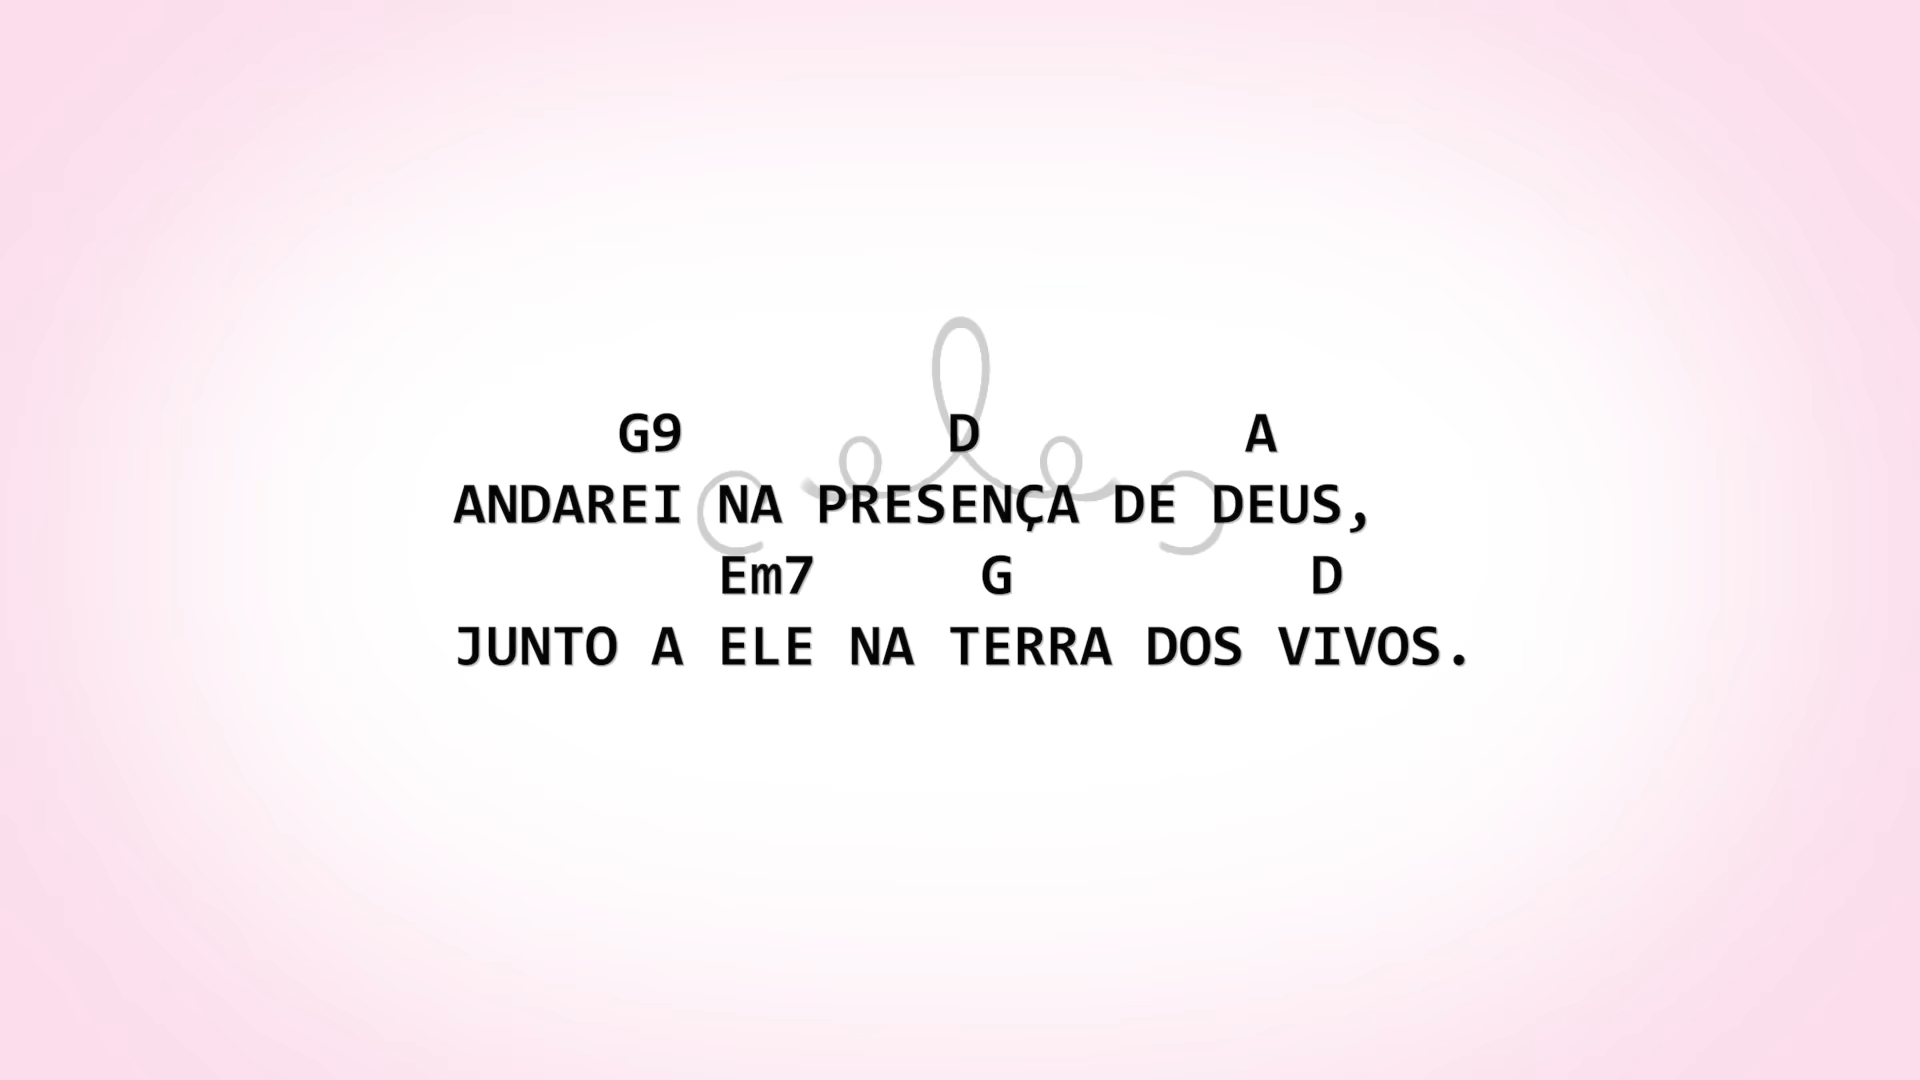 G9        D        A
ANDAREI NA PRESENÇA DE DEUS,
        Em7     G         D
JUNTO A ELE NA TERRA DOS VIVOS.